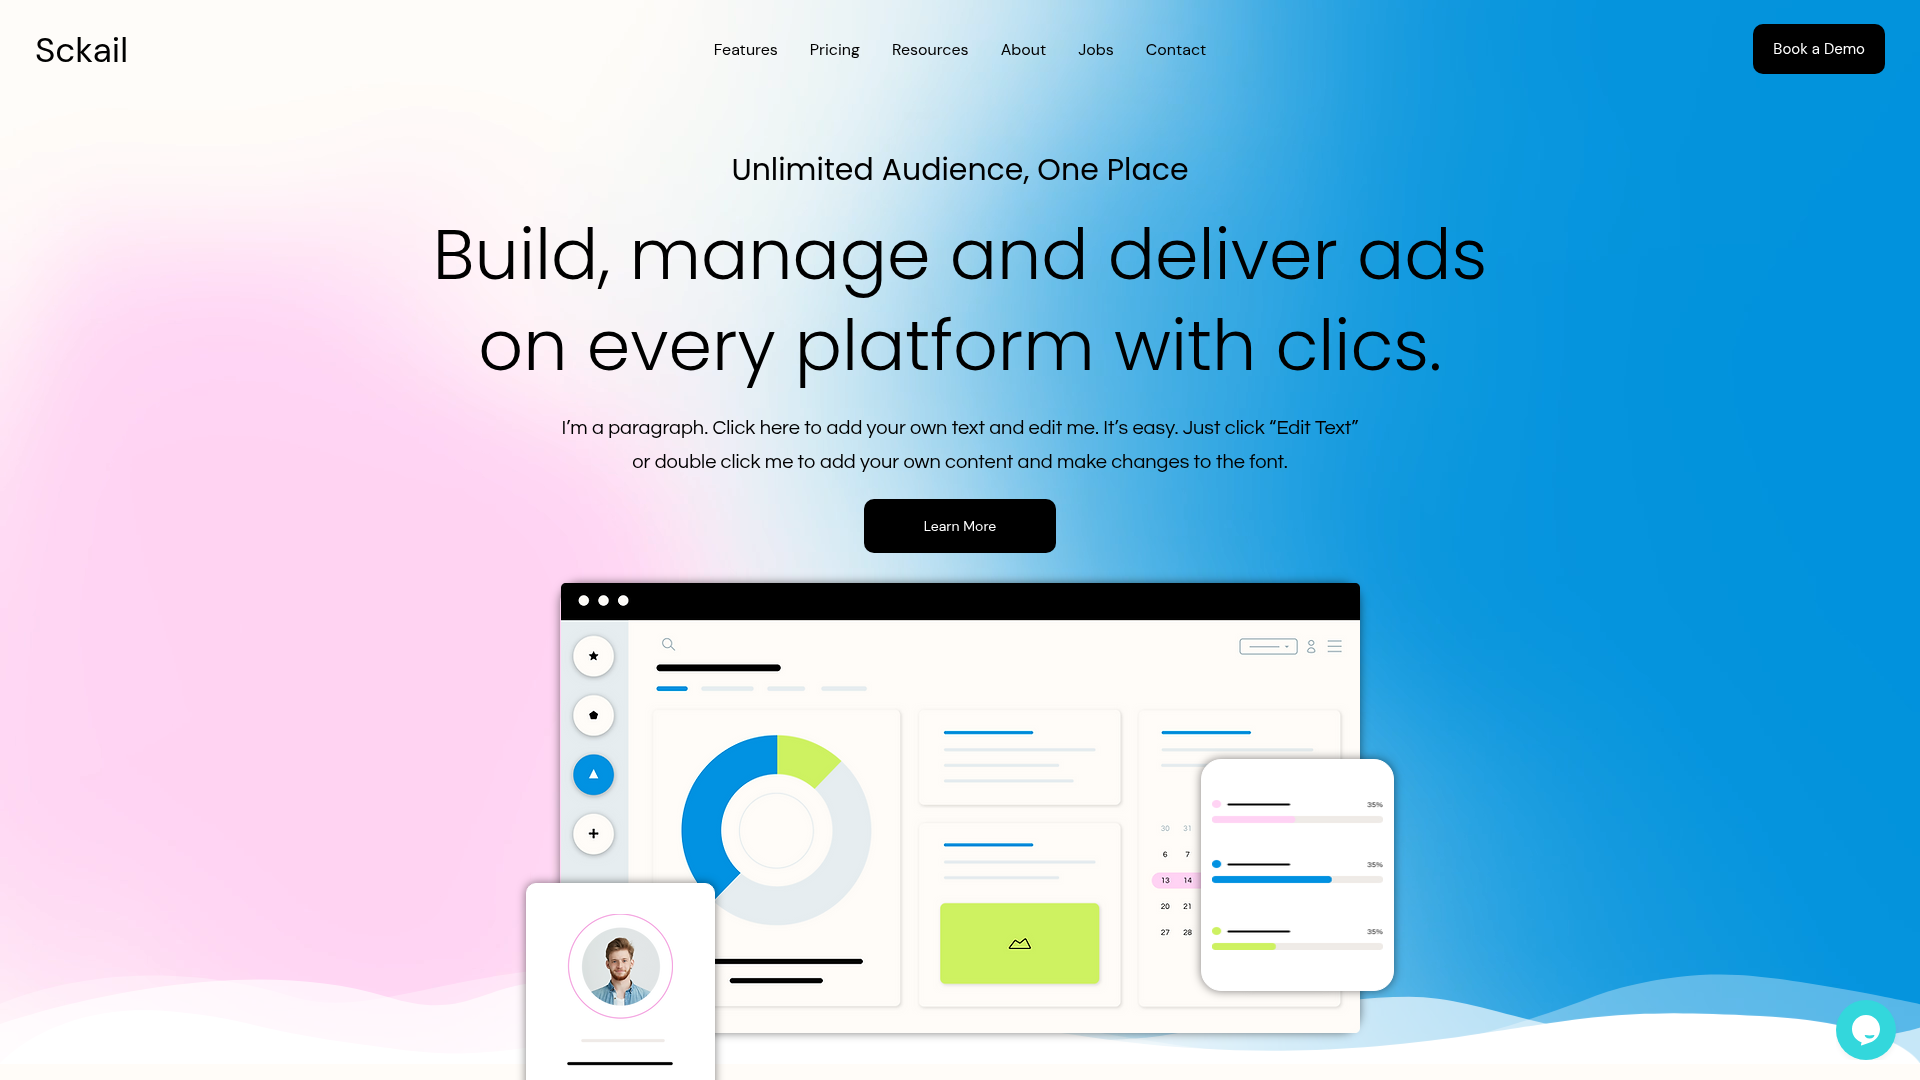 Sckail
Features Pricing Resources About Jobs Contact
Book a Demo
Unlimited Audience, One Place
Build, manage and deliver ads
on every platform with clics.
I’m a paragraph. Click here to add your own text and edit me. It’s easy. Just click “Edit Text”
or double click me to add your own content and make changes to the font.
Learn More
35%
35%
35%
30 31
6 7
13 14
20 21
27 28